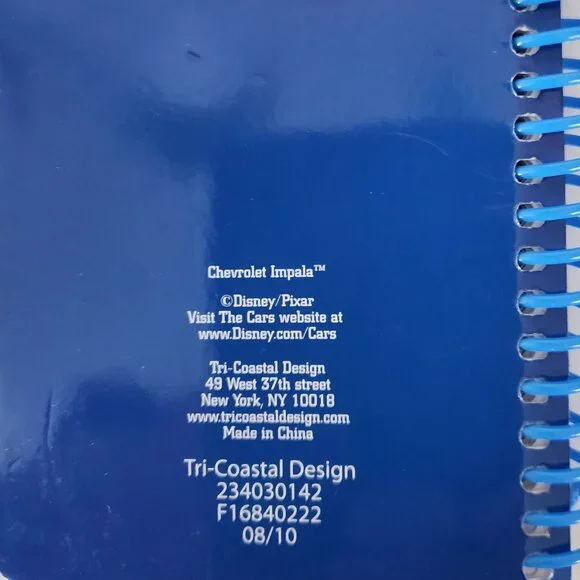 Chevrolet Impala™
©Disney/Pixar
Visit The Cars website at
www.Disney.com/Cars
Tri-Coastal Design
49 West 37th street
New York, NY 10018
www.tricoastaldesign.com
Made in China
Tri-Coastal Design
234030142
F16840222
08/10